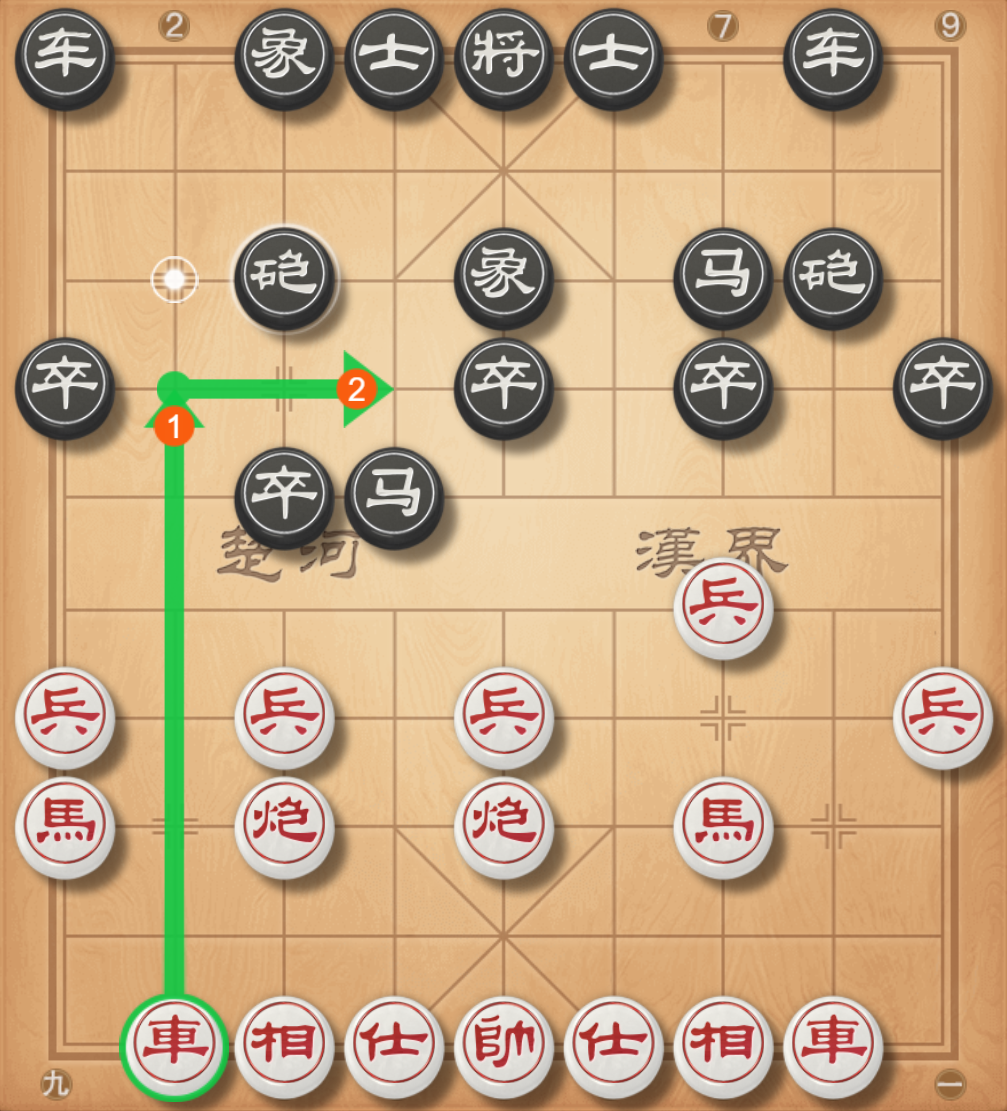 2 7 9
车 象 士 将 士 车
砲 象 马 砲
卒 卒 卒 卒
1 2
卒 马
楚河 漢界
兵
兵 兵 兵 兵
馬 炮 炮 馬
車 相 仕 帥 仕 相 車
九 一